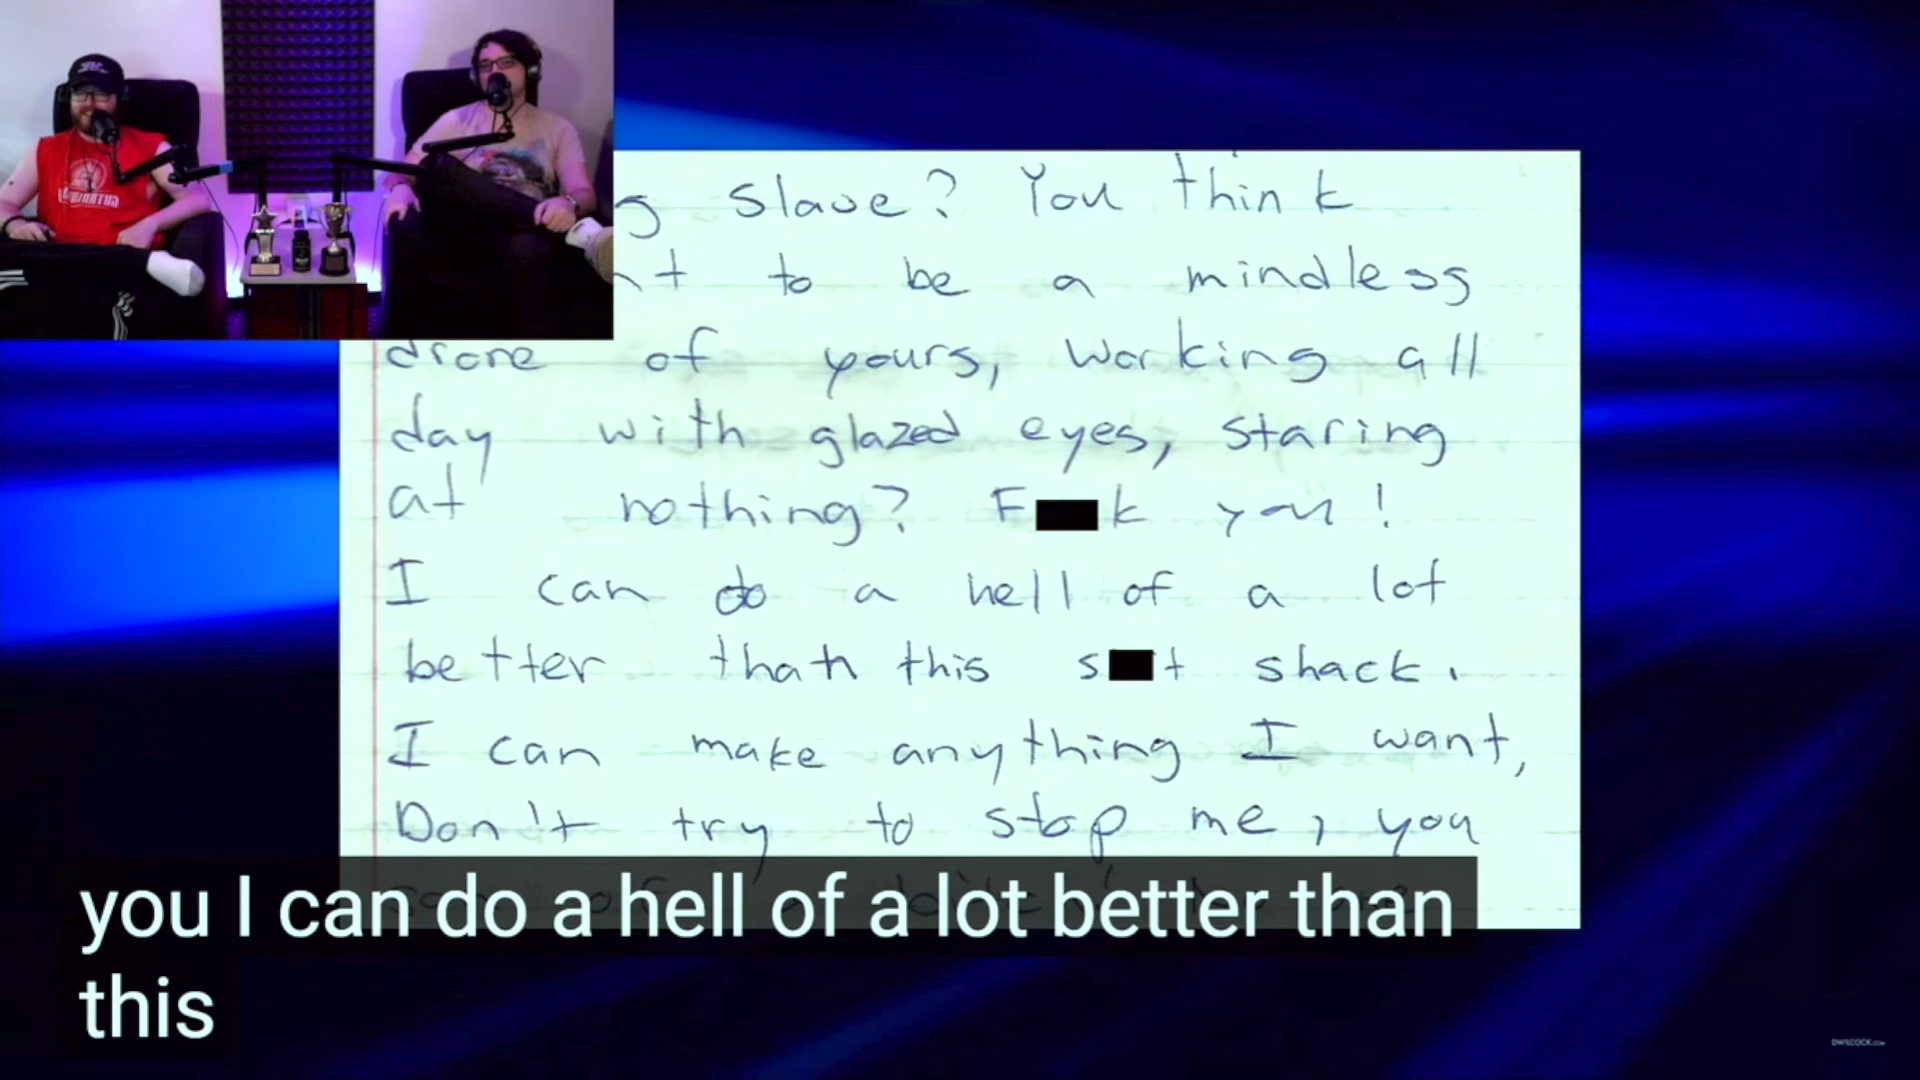 slave? You think
to be a mindless
drone of yours, working all
day with glazed eyes, staring
at nothing? F k you!
I can do a hell of a lot
better than this s t shack.
I can make anything I want,
Don't try to stop me, you
you I can do a hell of a lot better than
this
DWILCOCK.COM